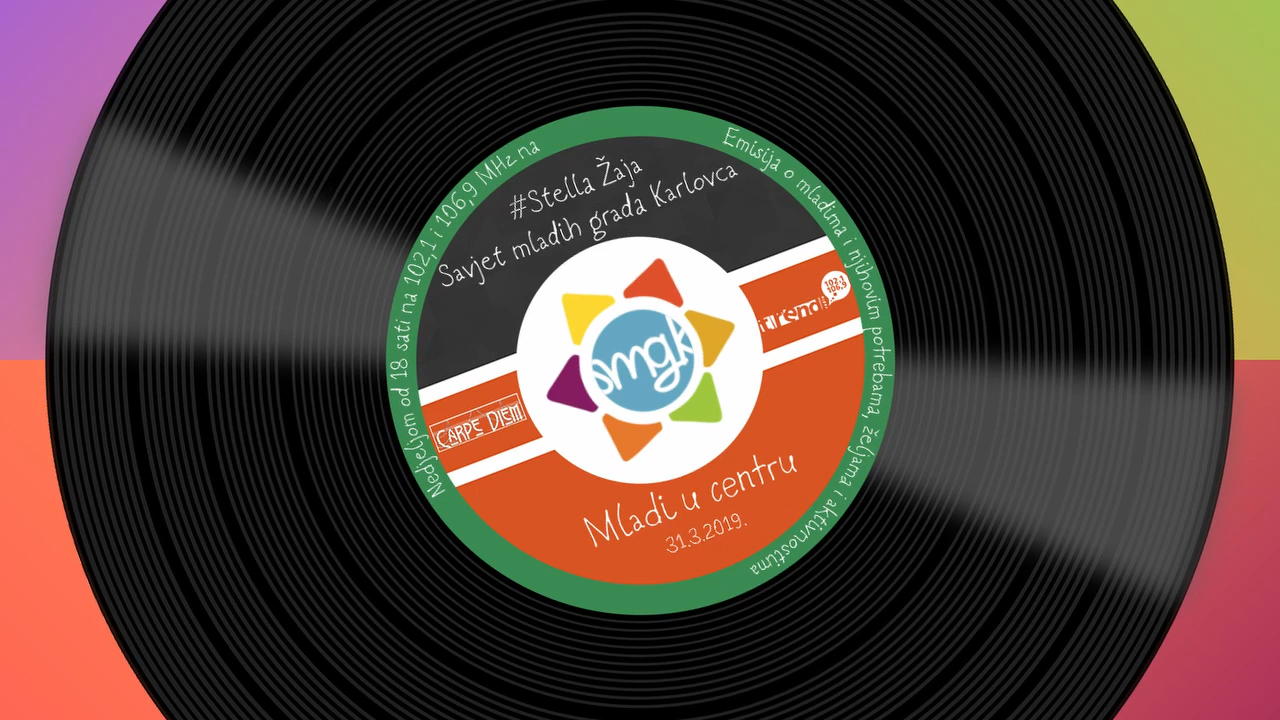 Nedjeljom od 18 sati na 102,1 i 106,9 MHz na
Emisija o mladima i njihovim potrebama, željama i aktivnostima
#Stella Žaja
Savjet mladih grada Karlovca
102.1
106.9
trend
smgk
CARPE DIEM
Mladi u centru
31.3.2019.